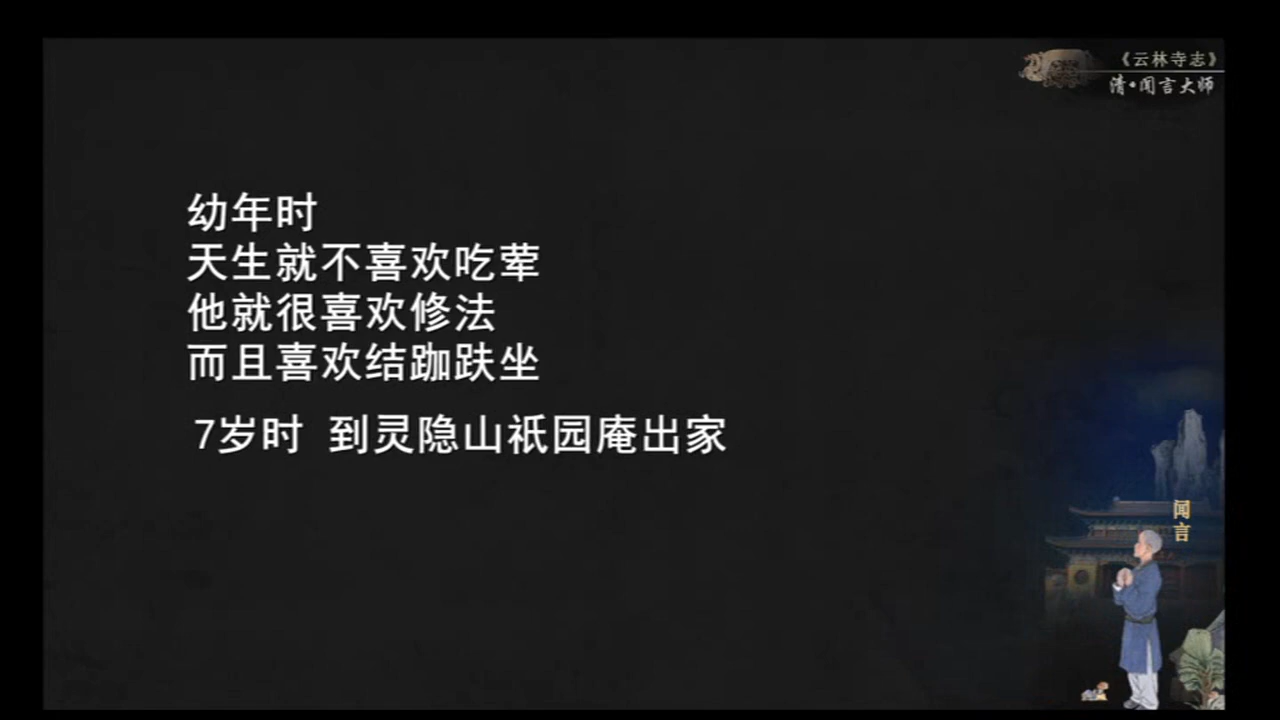 《云林寺志》
清·闻言大师
幼年时
天生就不喜欢吃荤
他就很喜欢修法
而且喜欢结跏趺坐
7岁时 到灵隐山祇园庵出家
闻言